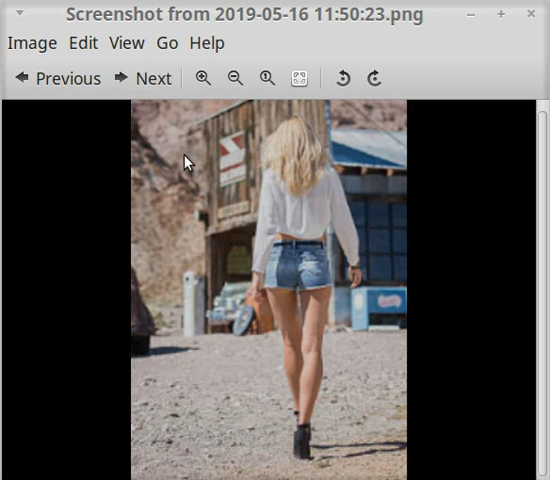 Screenshot from 2019-05-16 11:50:23.png
Image Edit View Go Help
Previous Next